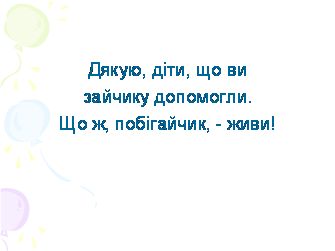 Дякую, діти, що ви
зайчику допомогли.
Що ж, побігайчик, - живи!